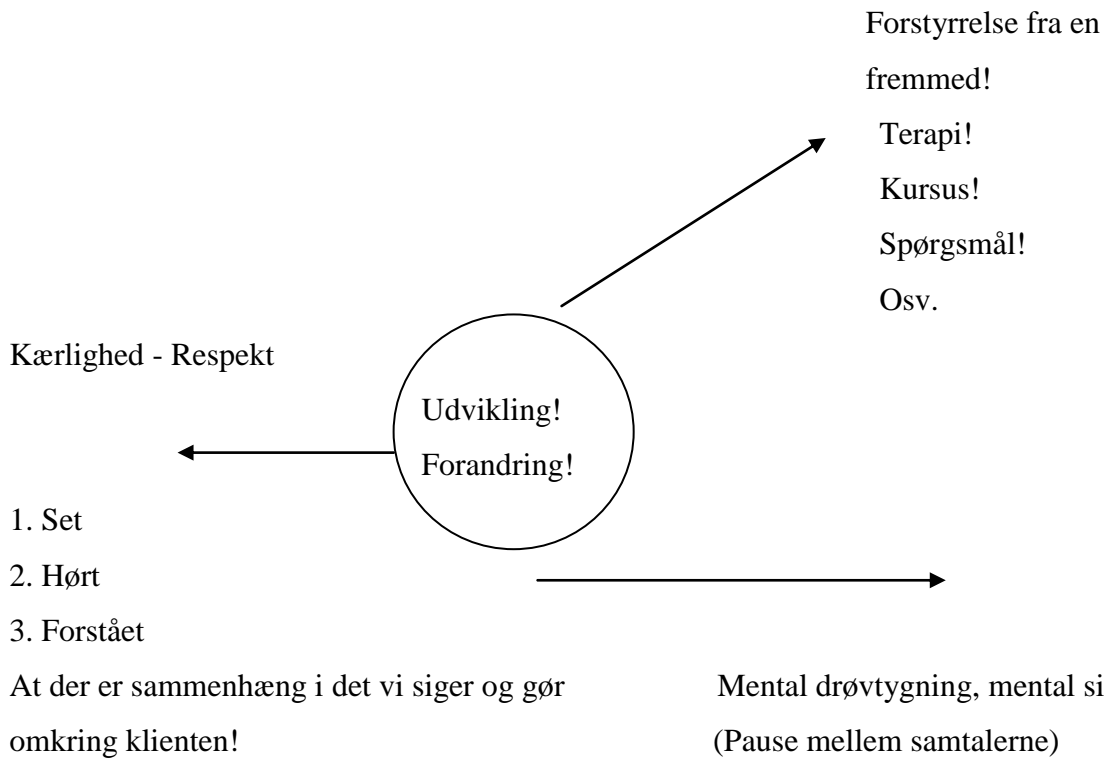 Forstyrrelse fra en
fremmed!
Terapi!
Kursus!
Spørgsmål!
Osv.
Kærlighed - Respekt
Udvikling!
Forandring!
1. Set
2. Hørt
3. Forstået
At der er sammenhæng i det vi siger og gør
omkring klienten!
Mental drøvtygning, mental si
(Pause mellem samtalerne)